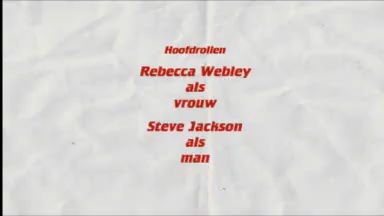 Hoofdrollen
Rebecca Webley
als
vrouw
Steve Jackson
als
man